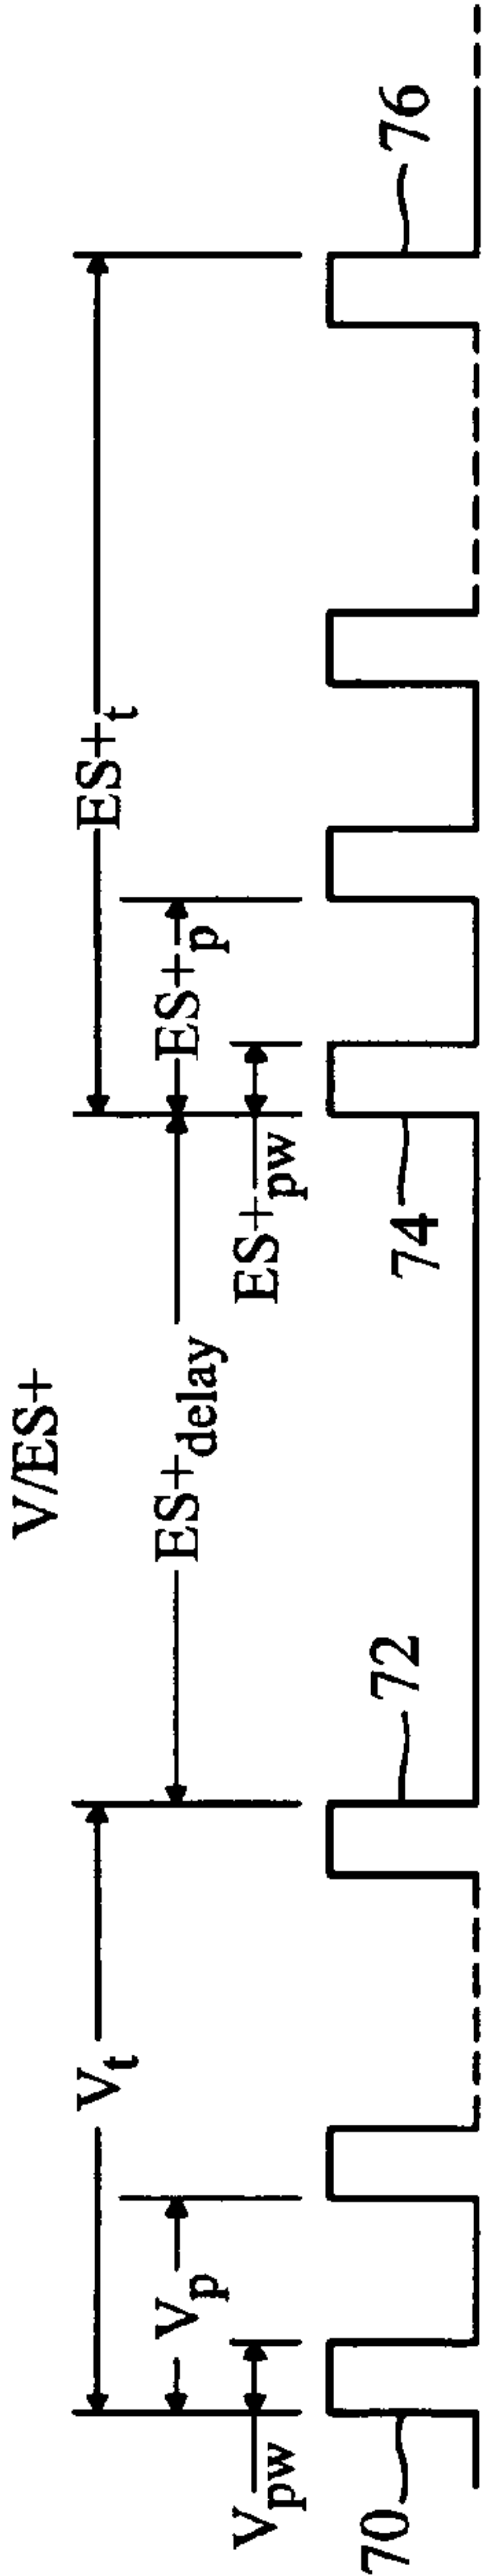 V/ES+
V_t
ES+_t
V_p
ES+_delay
ES+_p
V_pw
ES+_pw
70
72
74
76